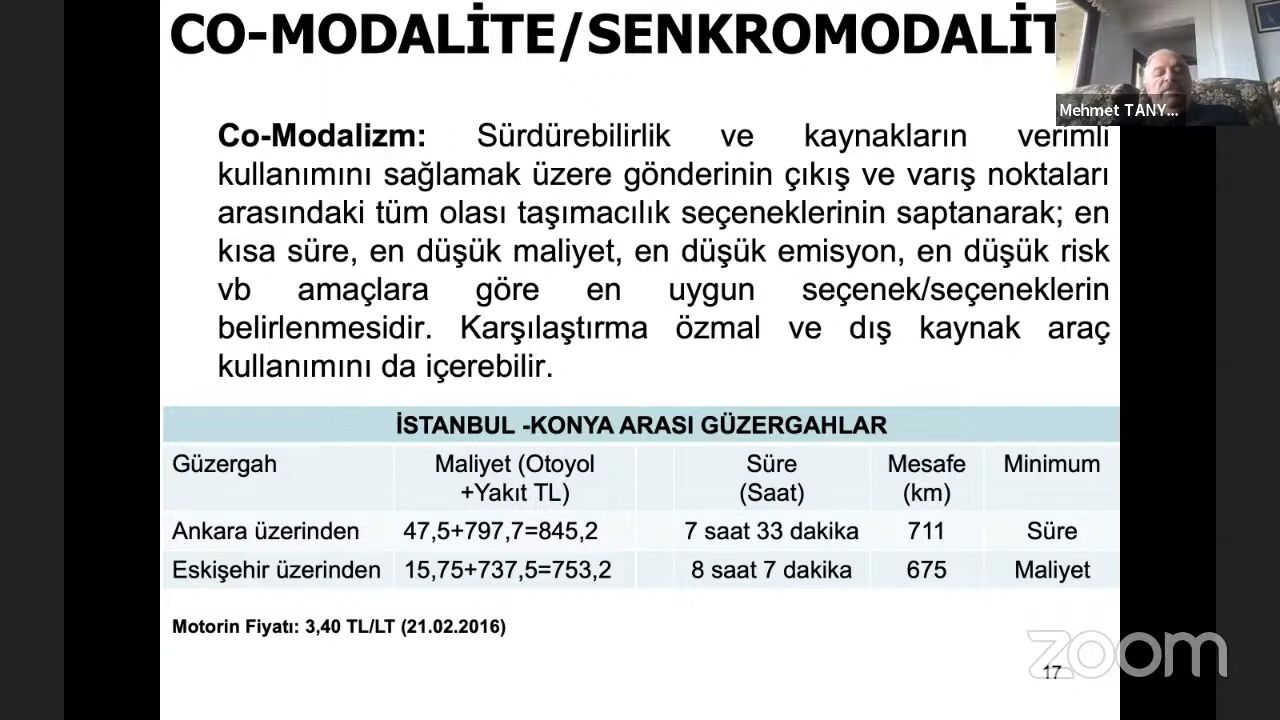 CO-MODALİTE/SENKROMODALİT
Mehmet TANY...
Co-Modalizm: Sürdürebilirlik ve kaynakların verimli
kullanımını sağlamak üzere gönderinin çıkış ve varış noktaları
arasındaki tüm olası taşımacılık seçeneklerinin saptanarak; en
kısa süre, en düşük maliyet, en düşük emisyon, en düşük risk
vb amaçlara göre en uygun seçenek/seçeneklerin
belirlenmesidir. Karşılaştırma özmal ve dış kaynak araç
kullanımını da içerebilir.
İSTANBUL -KONYA ARASI GÜZERGAHLAR
Güzergah Maliyet (Otoyol Süre Mesafe Minimum
+Yakıt TL) (Saat) (km)
Ankara üzerinden 47,5+797,7=845,2 7 saat 33 dakika 711 Süre
Eskişehir üzerinden 15,75+737,5=753,2 8 saat 7 dakika 675 Maliyet
Motorin Fiyatı: 3,40 TL/LT (21.02.2016)
zoom
17